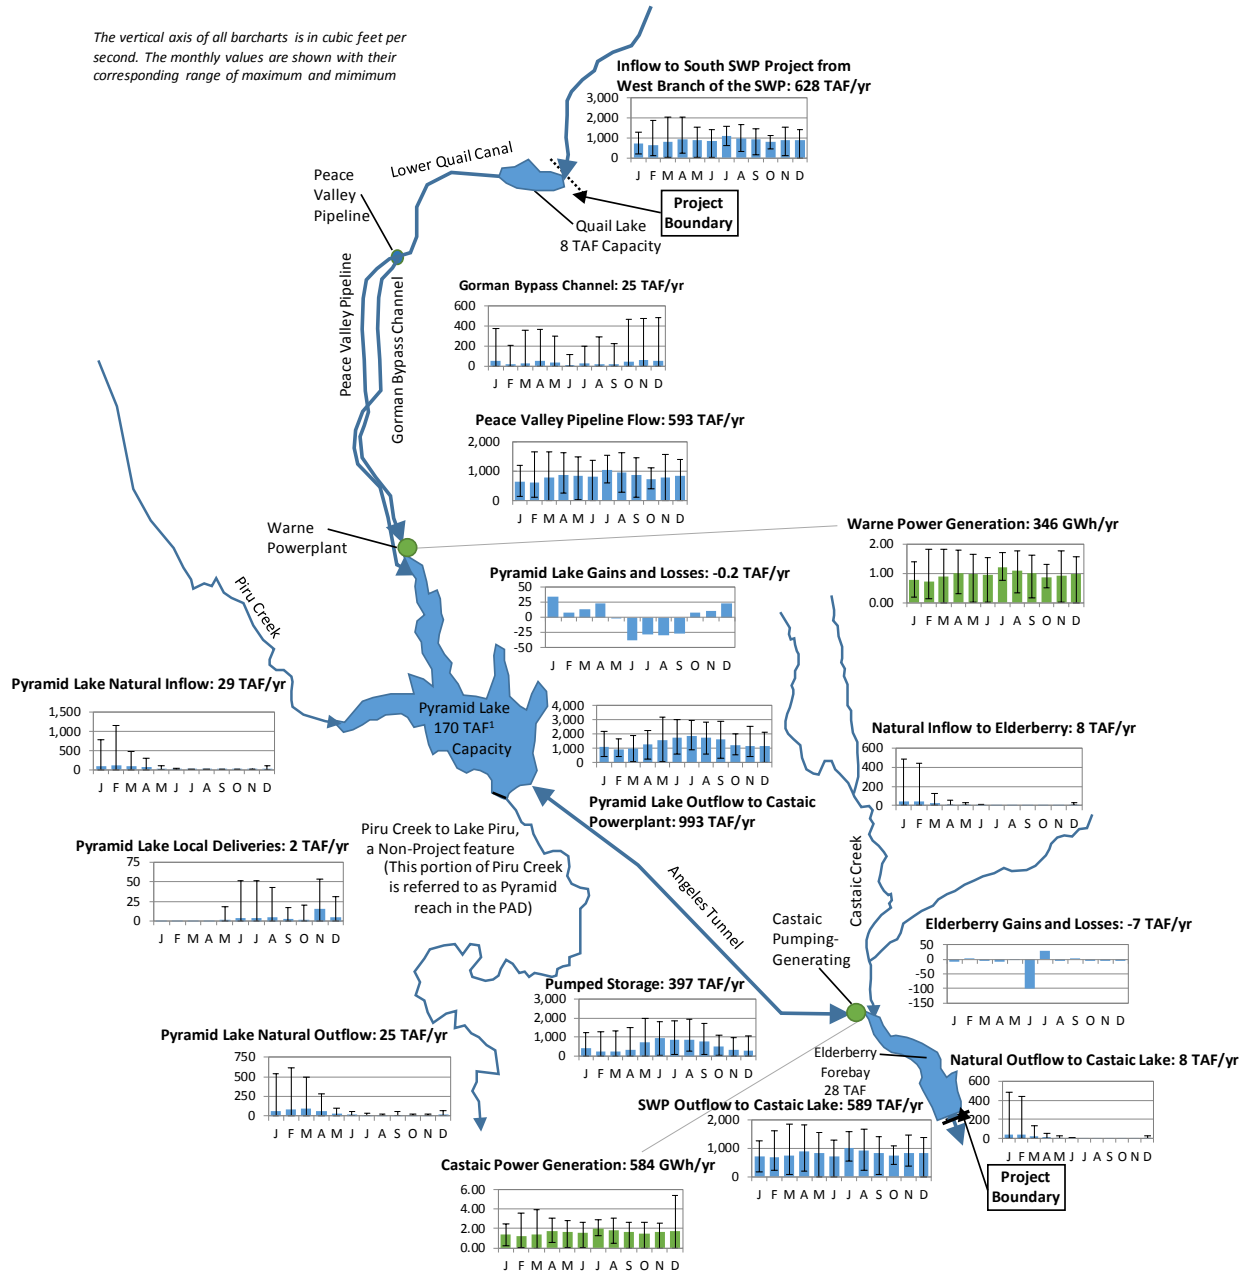 The vertical axis of all barcharts is in cubic feet per
second. The monthly values are shown with their
corresponding range of maximum and mimimum
Inflow to South SWP Project from
West Branch of the SWP: 628 TAF/yr
3,000
2,000
1,000
0
J F M A M J J A S O N D
Lower Quail Canal
Peace
Valley
Pipeline
Project
Boundary
Quail Lake
8 TAF Capacity
Peace Valley Pipeline
Gorman Bypass Channel
Gorman Bypass Channel: 25 TAF/yr
600
400
200
0
J F M A M J J A S O N D
Peace Valley Pipeline Flow: 593 TAF/yr
2,000
1,000
0
J F M A M J J A S O N D
Warne
Powerplant
Warne Power Generation: 346 GWh/yr
2.00
1.00
0.00
J F M A M J J A S O N D
Pyramid Lake Gains and Losses: -0.2 TAF/yr
50
25
0
-25
-50
J F M A M J J A S O N D
Piru Creek
Pyramid Lake Natural Inflow: 29 TAF/yr
1,500
1,000
500
0
J F M A M J J A S O N D
Pyramid Lake
170 TAF1
Capacity
4,000
3,000
2,000
1,000
0
J F M A M J J A S O N D
Pyramid Lake Outflow to Castaic
Powerplant: 993 TAF/yr
Natural Inflow to Elderberry: 8 TAF/yr
600
400
200
0
J F M A M J J A S O N D
Piru Creek to Lake Piru,
a Non-Project feature
(This portion of Piru Creek
is referred to as Pyramid
reach in the PAD)
Pyramid Lake Local Deliveries: 2 TAF/yr
75
50
25
0
J F M A M J J A S O N D
Angeles Tunnel
Castaic Creek
Castaic
Pumping-
Generating
Elderberry Gains and Losses: -7 TAF/yr
50
0
-50
-100
-150
J F M A M J J A S O N D
Pumped Storage: 397 TAF/yr
3,000
2,000
1,000
0
J F M A M J J A S O N D
Pyramid Lake Natural Outflow: 25 TAF/yr
750
500
250
0
J F M A M J J A S O N D
Elderberry
Forebay
28 TAF
Natural Outflow to Castaic Lake: 8 TAF/yr
600
400
200
0
J F M A M J J A S O N D
SWP Outflow to Castaic Lake: 589 TAF/yr
2,000
1,000
0
J F M A M J J A S O N D
Project
Boundary
Castaic Power Generation: 584 GWh/yr
6.00
4.00
2.00
0.00
J F M A M J J A S O N D